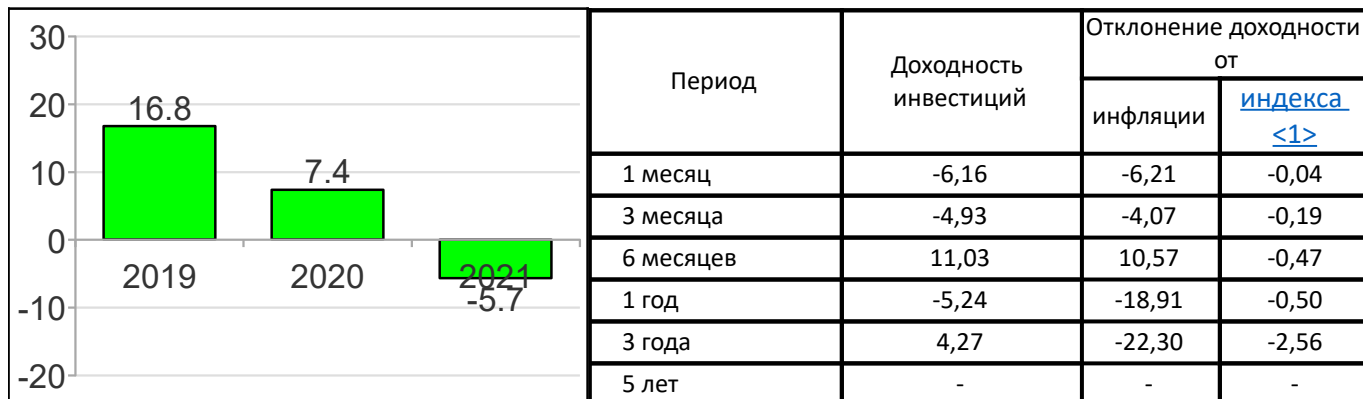 30
20
10
0
-10
-20
16.8
7.4
-5.7
2019
2020
2021
Период
Доходность
инвестиций
Отклонение доходности
от
инфляции
индекса
<1>
1 месяц -6,16 -6,21 -0,04
3 месяца -4,93 -4,07 -0,19
6 месяцев 11,03 10,57 -0,47
1 год -5,24 -18,91 -0,50
3 года 4,27 -22,30 -2,56
5 лет - - -